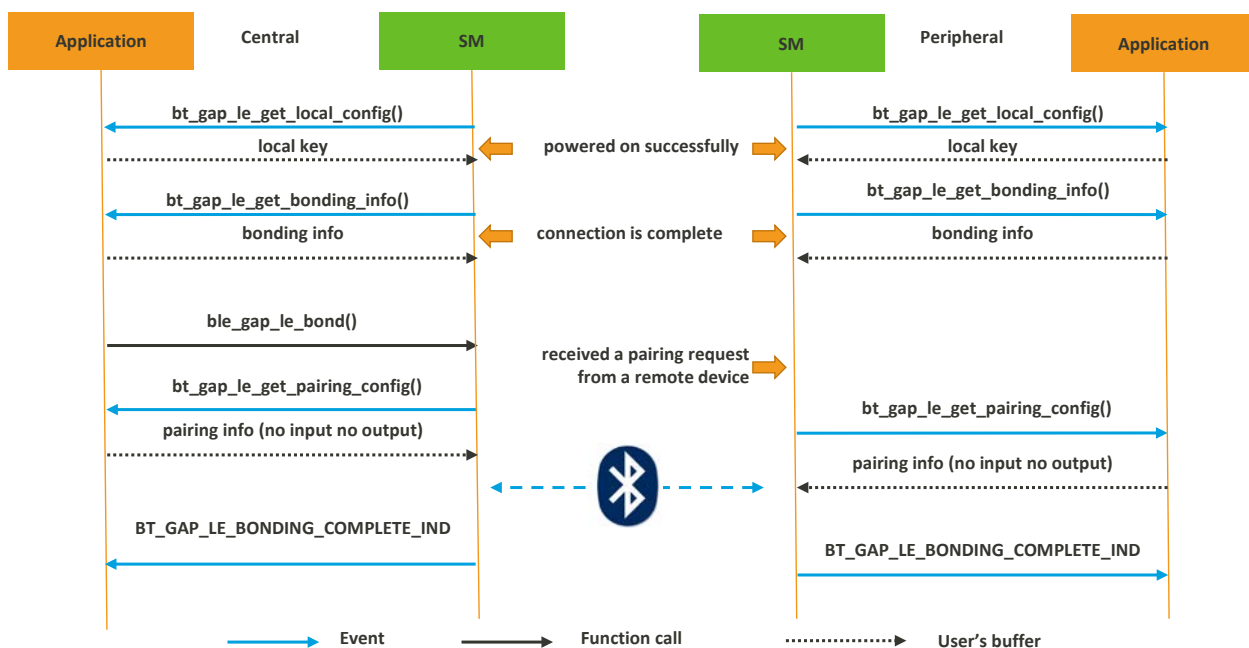 Application
Central
SM
SM
Peripheral
Application
bt_gap_le_get_local_config()
bt_gap_le_get_local_config()
local key
powered on successfully
local key
bt_gap_le_get_bonding_info()
bt_gap_le_get_bonding_info()
bonding info
connection is complete
bonding info
ble_gap_le_bond()
received a pairing request
from a remote device
bt_gap_le_get_pairing_config()
bt_gap_le_get_pairing_config()
pairing info (no input no output)
pairing info (no input no output)
BT_GAP_LE_BONDING_COMPLETE_IND
BT_GAP_LE_BONDING_COMPLETE_IND
Event
Function call
User's buffer